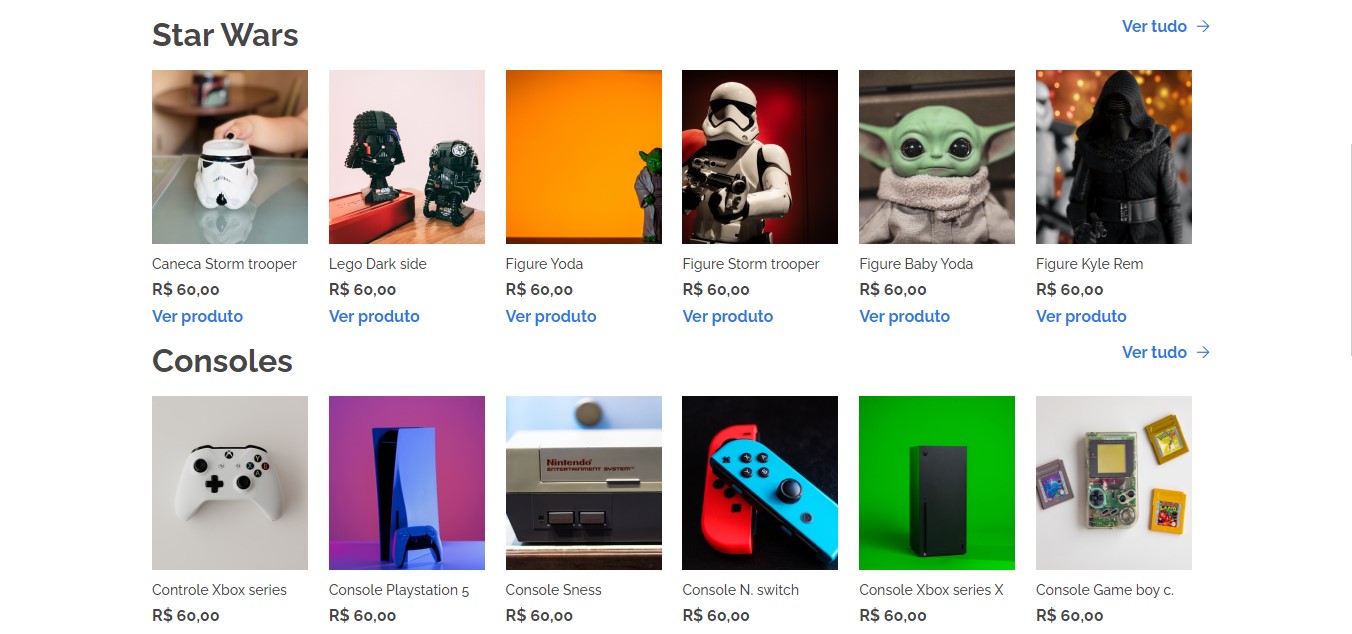 Star Wars
Ver tudo
Caneca Storm trooper
R$ 60,00
Ver produto
Lego Dark side
R$ 60,00
Ver produto
Figure Yoda
R$ 60,00
Ver produto
Figure Storm trooper
R$ 60,00
Ver produto
Figure Baby Yoda
R$ 60,00
Ver produto
Figure Kyle Rem
R$ 60,00
Ver produto
Consoles
Ver tudo
Controle Xbox series
R$ 60,00
Console Playstation 5
R$ 60,00
Nintendo
ENTERTAINMENT SYSTEM™
Console Sness
R$ 60,00
Console N. switch
R$ 60,00
Console Xbox series X
R$ 60,00
Console Game boy c.
R$ 60,00